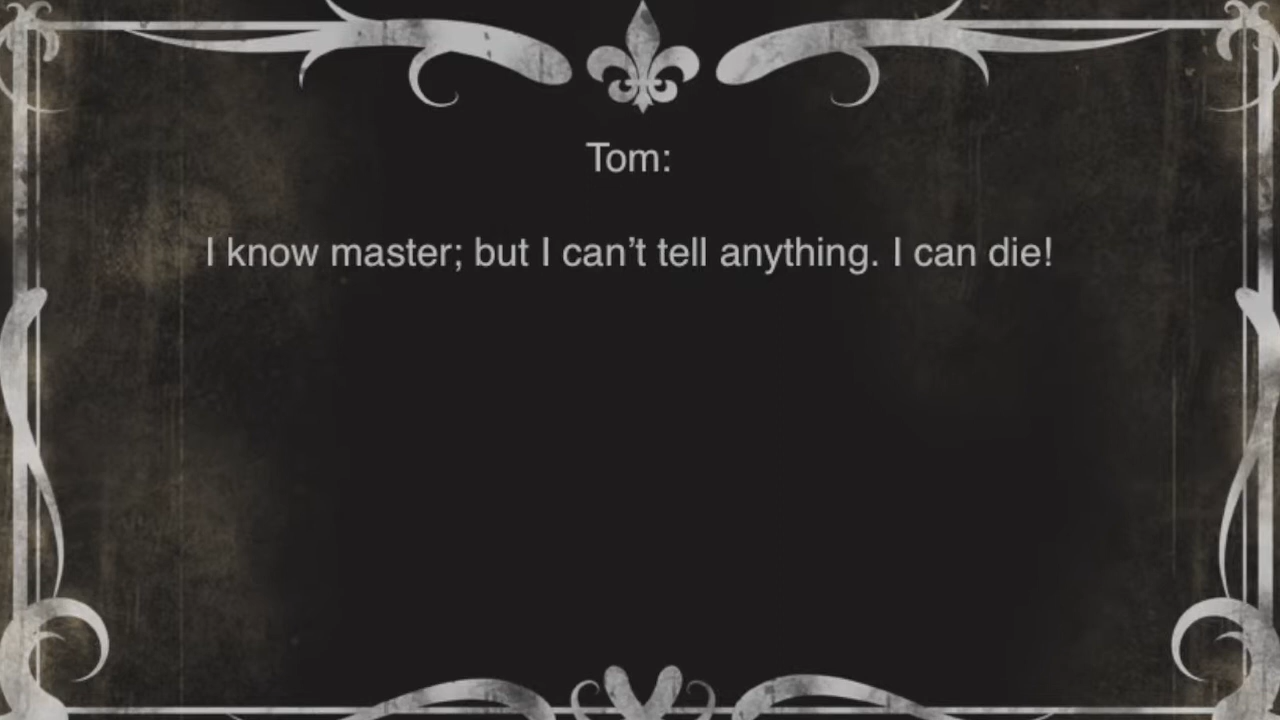 Tom:
I know master; but I can’t tell anything. I can die!